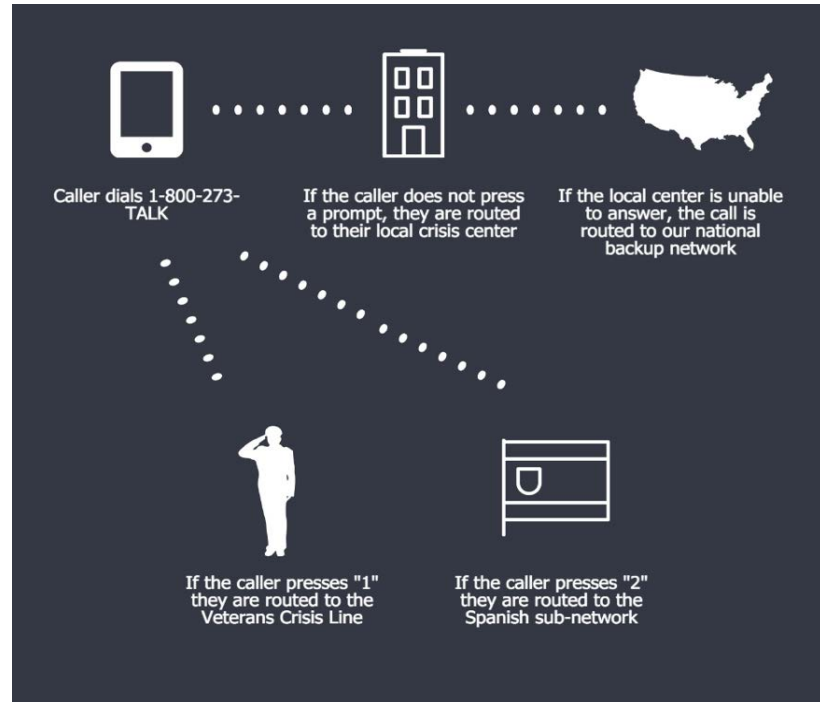 Caller dials 1-800-273-
TALK
If the caller does not press
a prompt, they are routed
to their local crisis center
If the local center is unable
to answer, the call is
routed to our national
backup network
If the caller presses "1"
they are routed to the
Veterans Crisis Line
If the caller presses "2"
they are routed to the
Spanish sub-network